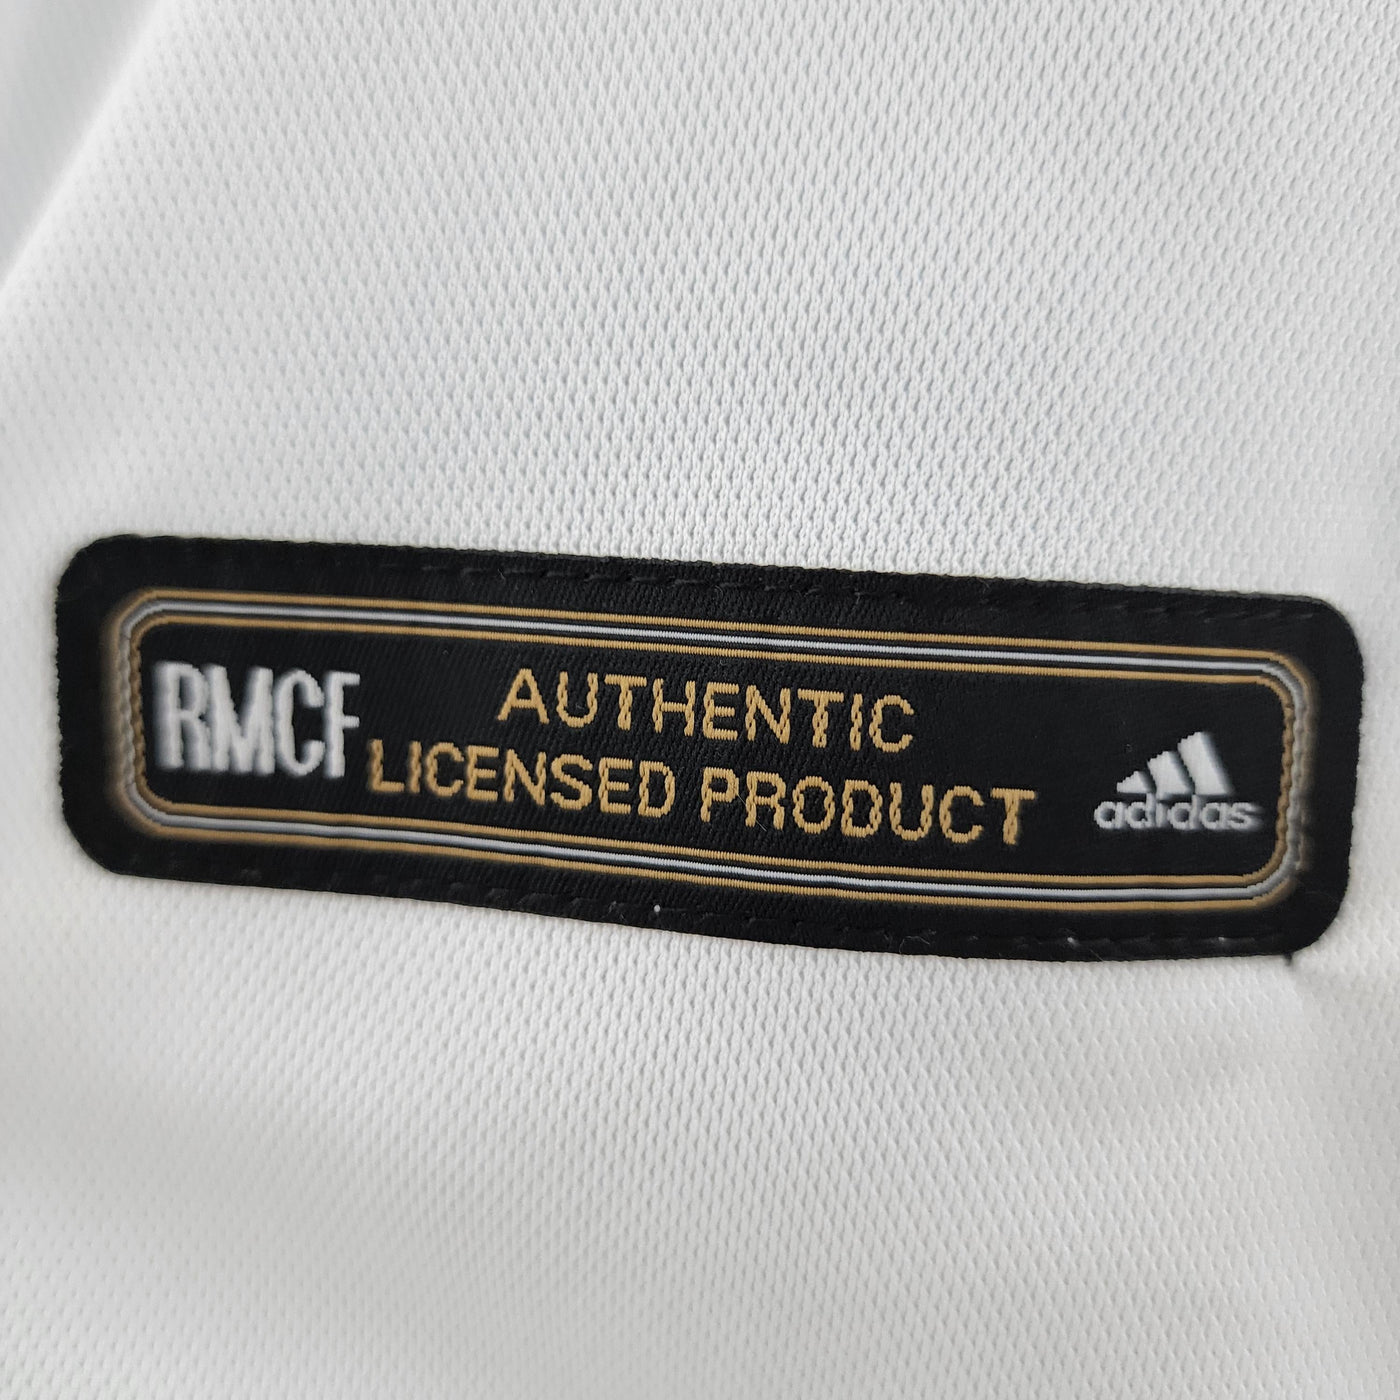 RMCF
AUTHENTIC
LICENSED PRODUCT
adidas